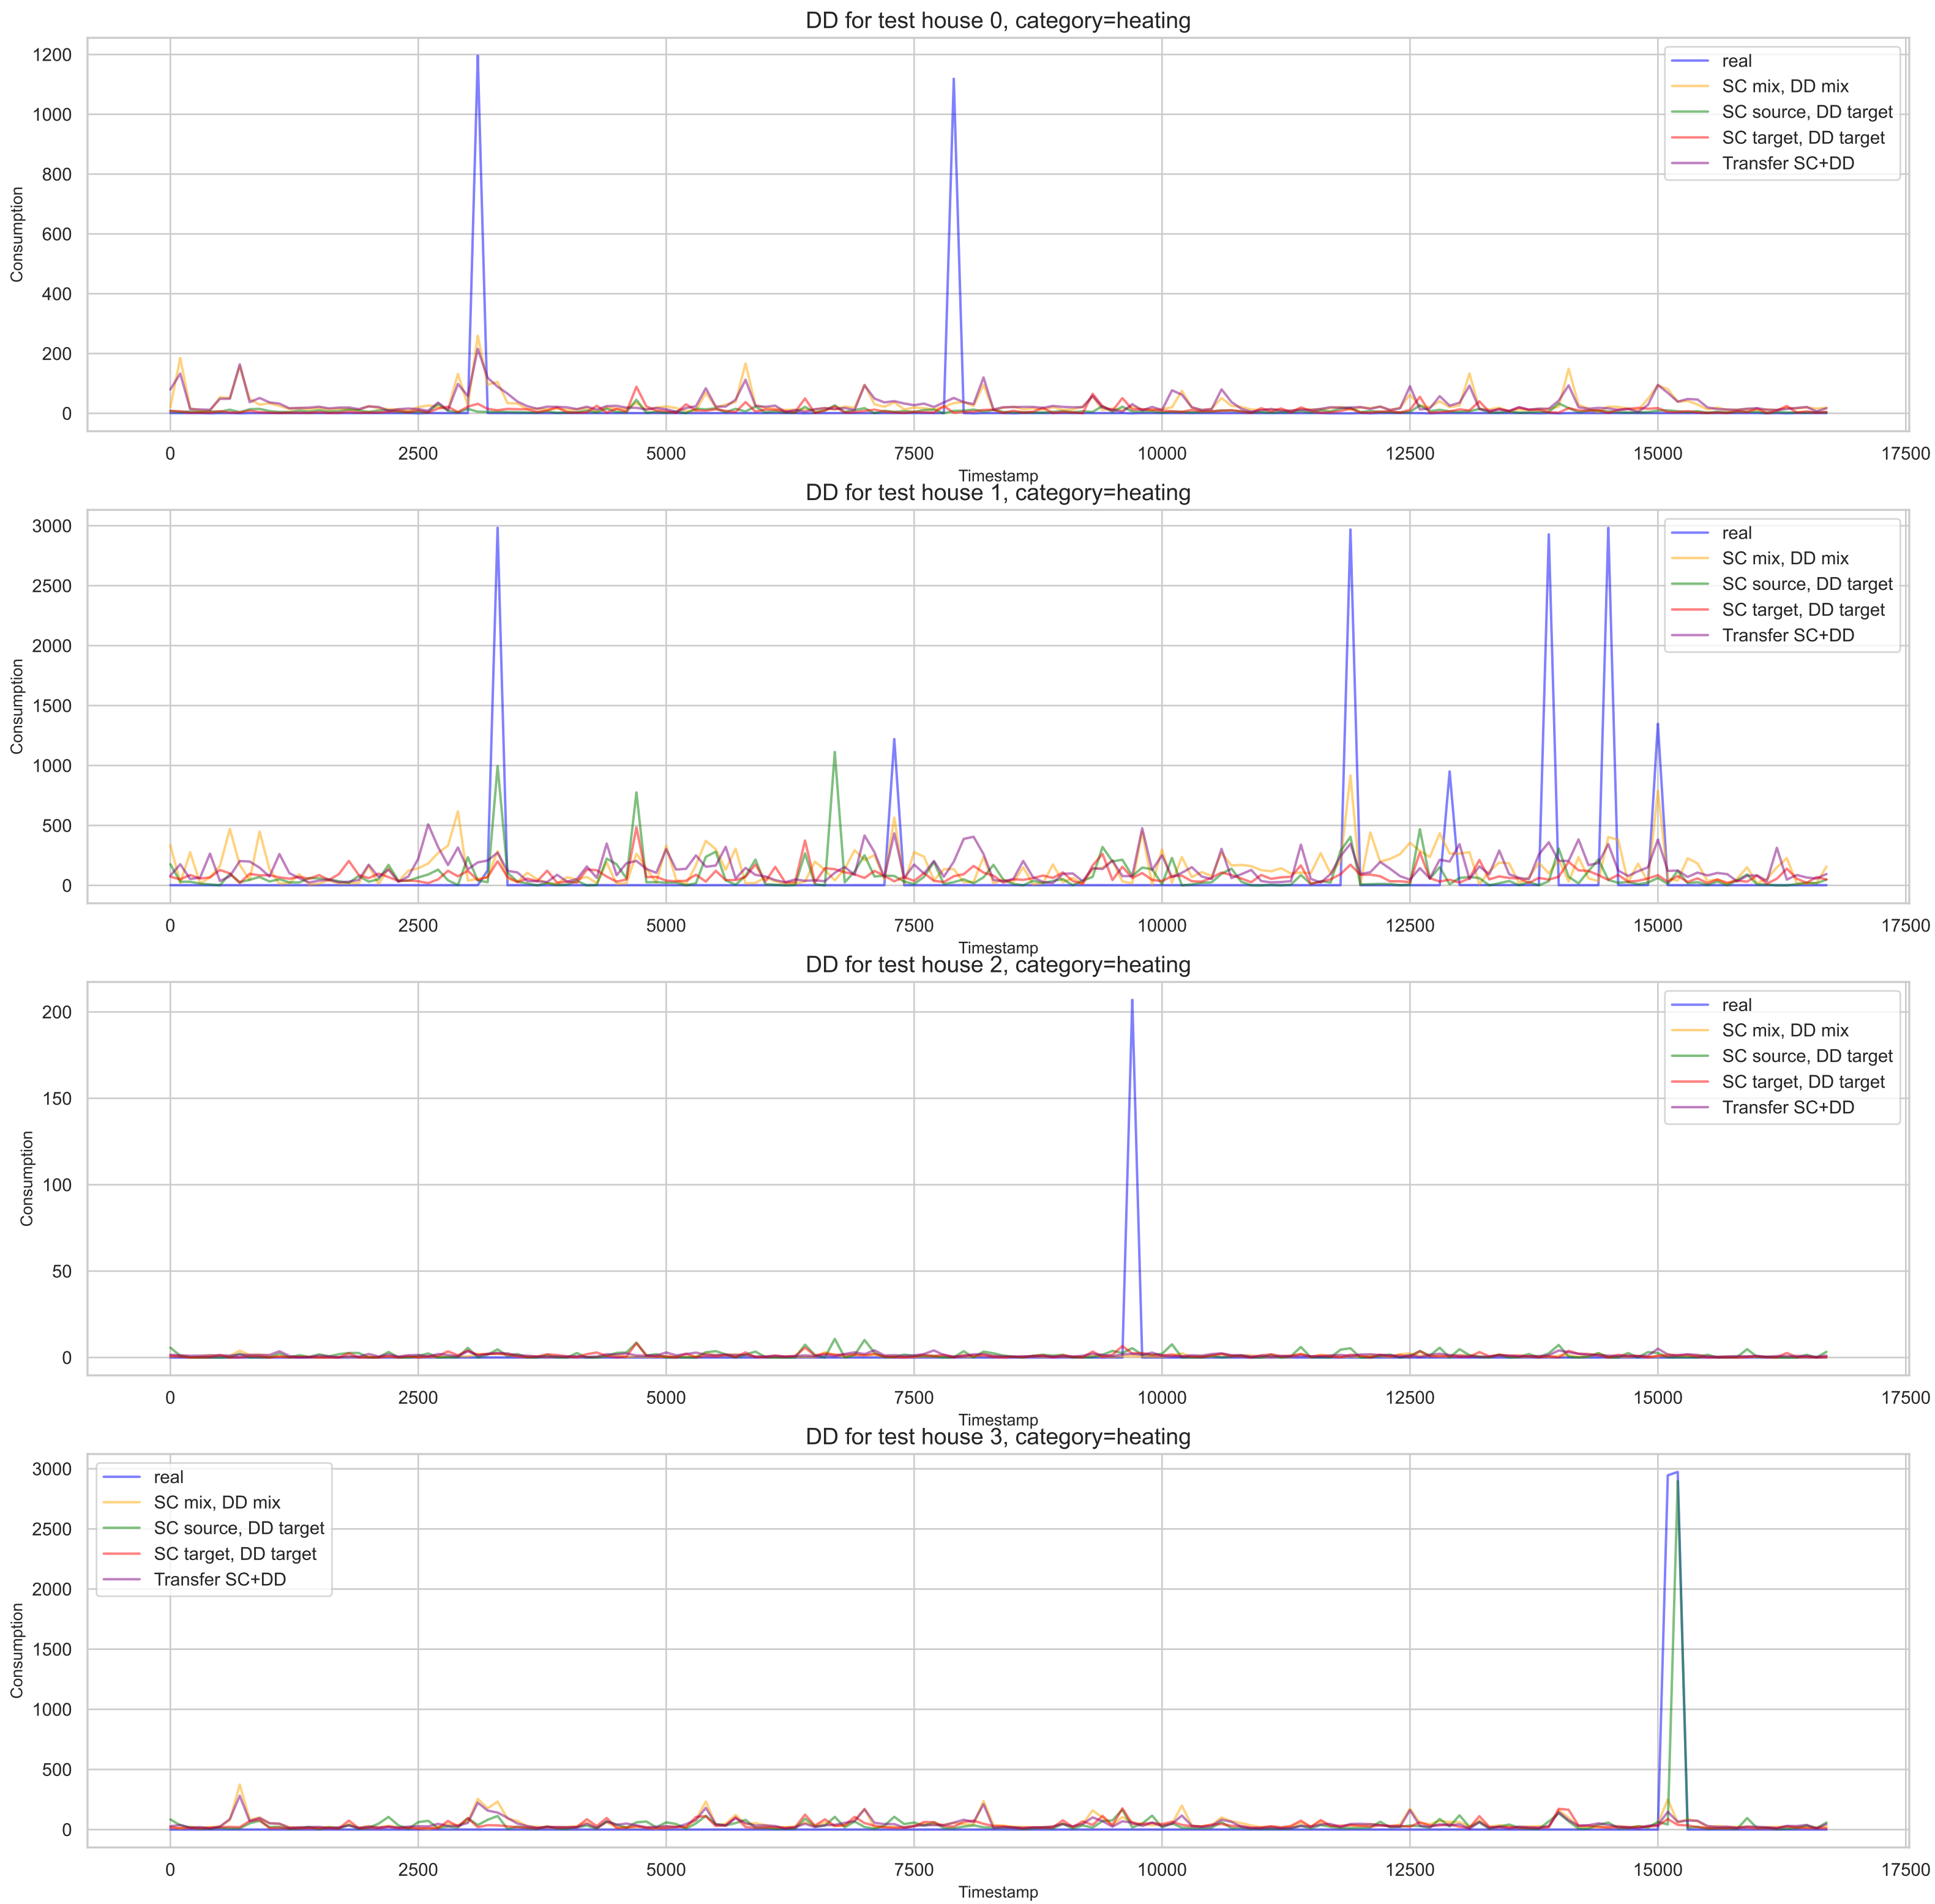 DD for test house 0, category=heating
1200
1000
800
600
400
200
0
Consumption
real
SC mix, DD mix
SC source, DD target
SC target, DD target
Transfer SC+DD
0 2500 5000 7500 10000 12500 15000 17500
Timestamp
DD for test house 1, category=heating
3000
2500
2000
1500
1000
500
0
Consumption
real
SC mix, DD mix
SC source, DD target
SC target, DD target
Transfer SC+DD
0 2500 5000 7500 10000 12500 15000 17500
Timestamp
DD for test house 2, category=heating
200
150
100
50
0
Consumption
real
SC mix, DD mix
SC source, DD target
SC target, DD target
Transfer SC+DD
0 2500 5000 7500 10000 12500 15000 17500
Timestamp
DD for test house 3, category=heating
3000
2500
2000
1500
1000
500
0
Consumption
real
SC mix, DD mix
SC source, DD target
SC target, DD target
Transfer SC+DD
0 2500 5000 7500 10000 12500 15000 17500
Timestamp